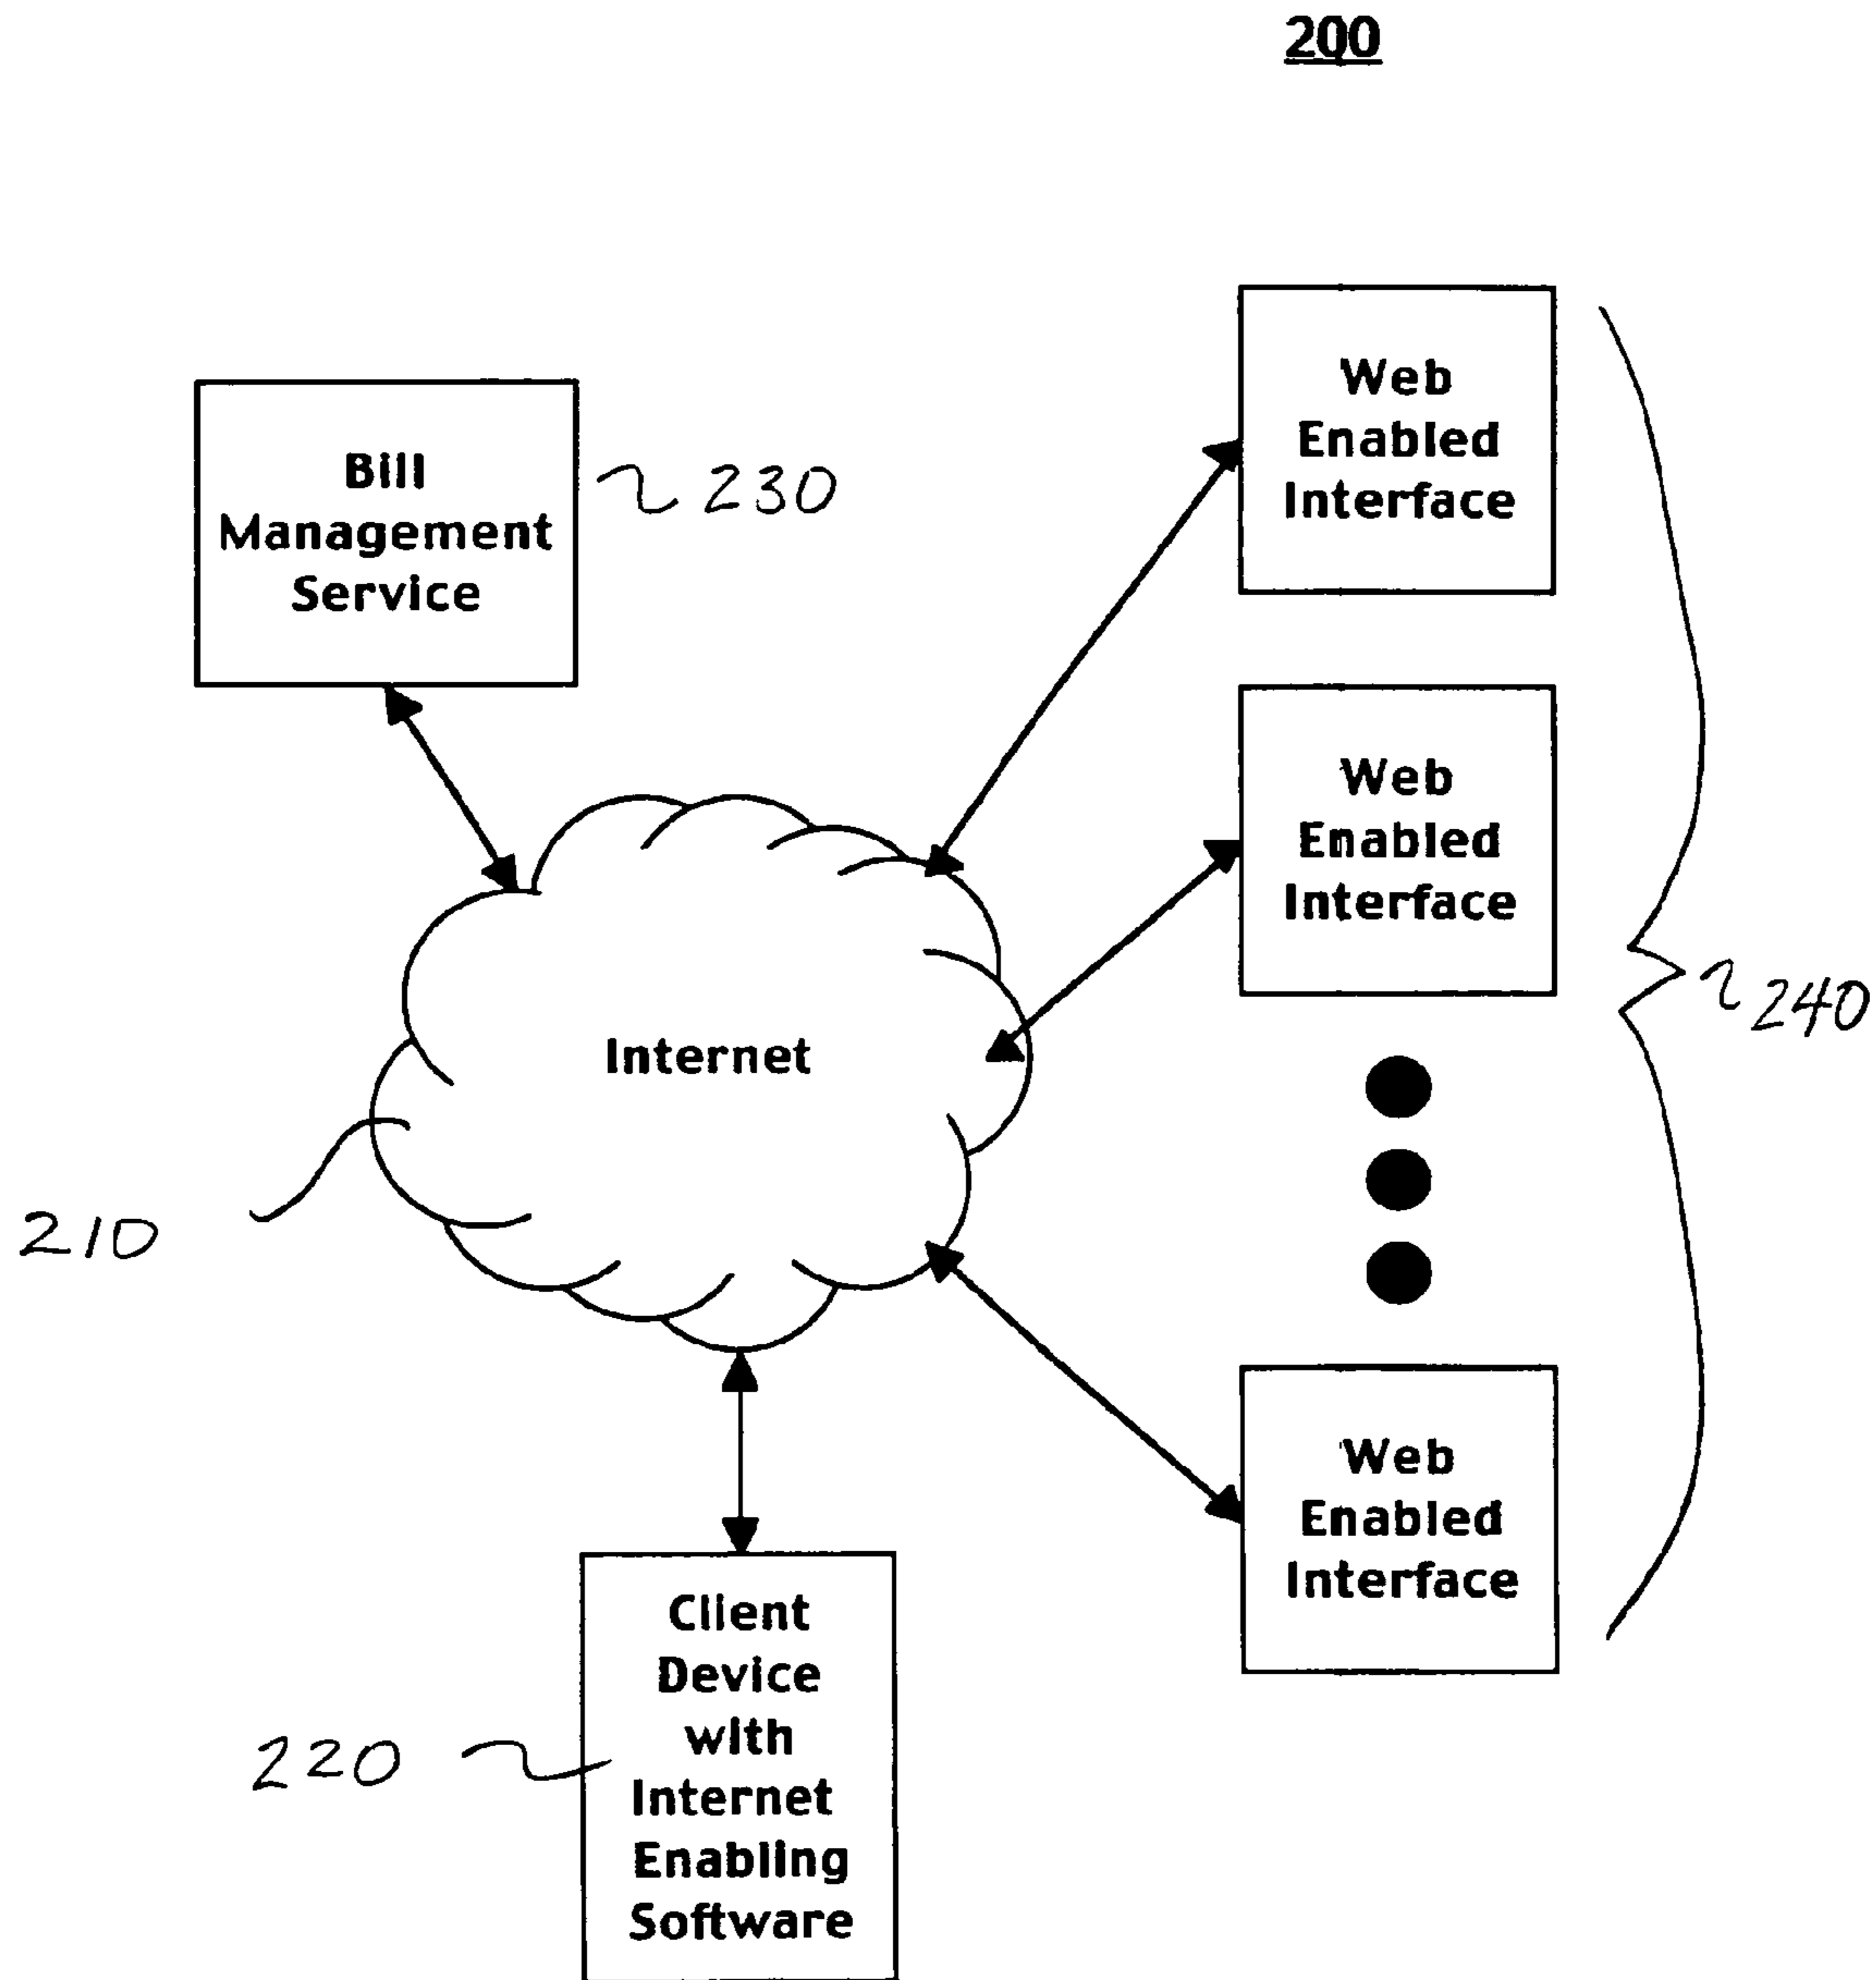 200
Bill
Management
Service
230
Web
Enabled
Interface
Web
Enabled
Interface
240
Internet
210
Web
Enabled
Interface
220
Client
Device
with
Internet
Enabling
Software